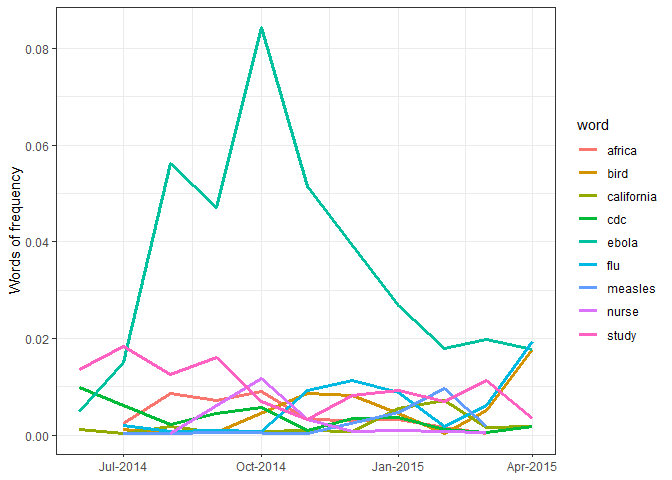 0.08
0.06
0.04
0.02
0.00
Words of frequency
Jul-2014
Oct-2014
Jan-2015
Apr-2015
word
africa
bird
california
cdc
ebola
flu
measles
nurse
study